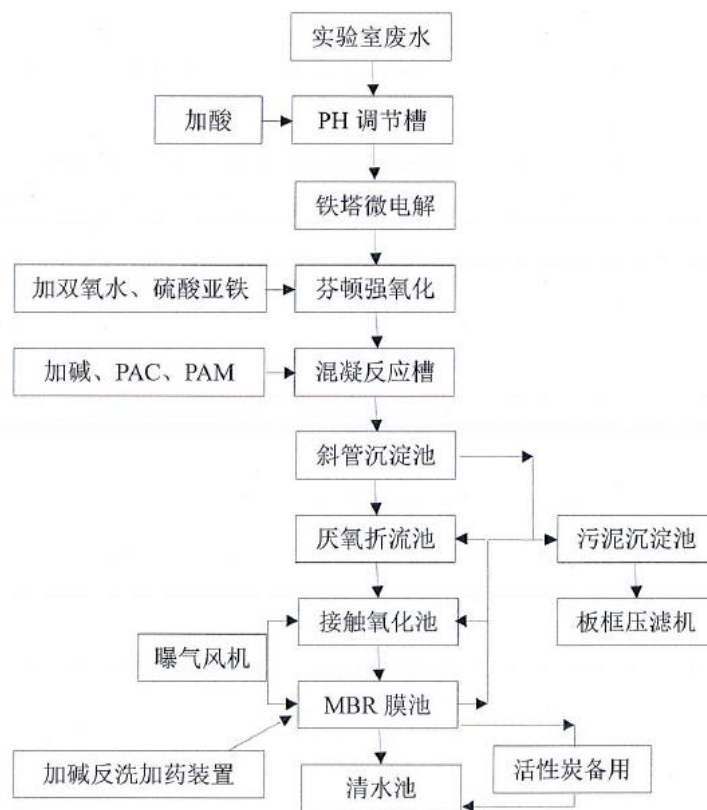 实验室废水
加酸
PH 调节槽
铁塔微电解
加双氧水、硫酸亚铁
芬顿强氧化
加碱、PAC、PAM
混凝反应槽
斜管沉淀池
厌氧折流池
污泥沉淀池
接触氧化池
板框压滤机
曝气风机
MBR 膜池
加碱反洗加药装置
活性炭备用
清水池